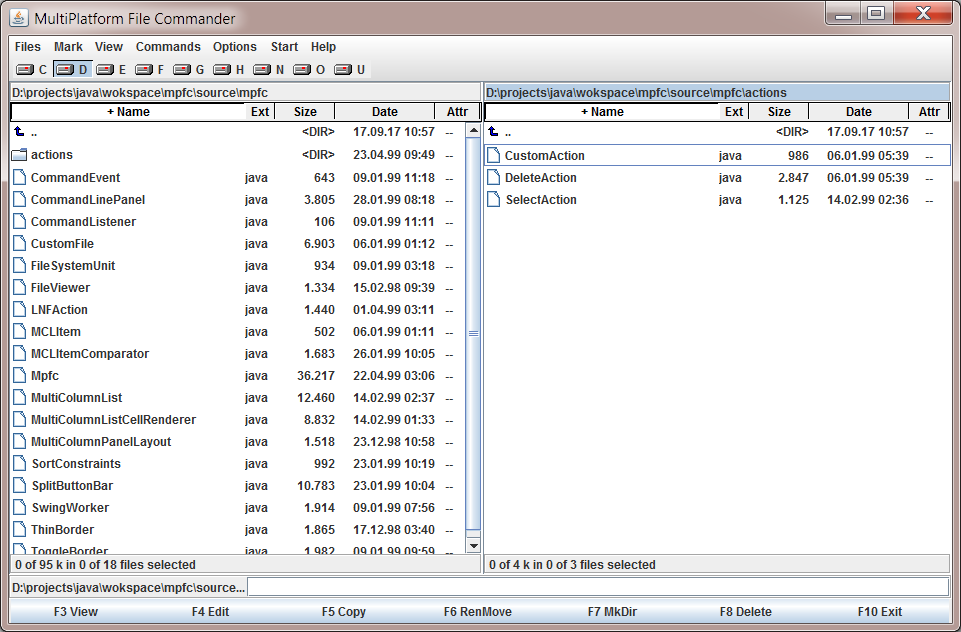 MultiPlatform File Commander
Files Mark View Commands Options Start Help
C D E F G H N O U
D:\projects\java\wokspace\mpfc\source\mpfc
+ Name Ext Size Date Attr
.. <DIR> 17.09.17 10:57 --
actions <DIR> 23.04.99 09:49 --
CommandEvent java 643 09.01.99 11:18 --
CommandLinePanel java 3.805 28.01.99 08:18 --
CommandListener java 106 09.01.99 11:11 --
CustomFile java 6.903 06.01.99 01:12 --
FileSystemUnit java 934 09.01.99 03:18 --
FileViewer java 1.334 15.02.98 09:39 --
LNFAction java 1.440 01.04.99 03:11 --
MCLItem java 502 06.01.99 01:11 --
MCLItemComparator java 1.683 26.01.99 10:05 --
Mpfc java 36.217 22.04.99 03:06 --
MultiColumnList java 12.460 14.02.99 02:37 --
MultiColumnListCellRenderer java 8.832 14.02.99 01:33 --
MultiColumnPanelLayout java 1.518 23.12.98 10:58 --
SortConstraints java 992 23.01.99 10:19 --
SplitButtonBar java 10.783 23.01.99 10:04 --
SwingWorker java 1.914 09.01.99 07:56 --
ThinBorder java 1.865 17.12.98 03:40 --
ToggleBorder java 1.982 09.01.99 09:59 --
0 of 95 k in 0 of 18 files selected
D:\projects\java\wokspace\mpfc\source\mpfc\actions
+ Name Ext Size Date Attr
.. <DIR> 17.09.17 10:57 --
CustomAction java 986 06.01.99 05:39 --
DeleteAction java 2.847 06.01.99 05:39 --
SelectAction java 1.125 14.02.99 02:36 --
0 of 4 k in 0 of 3 files selected
D:\projects\java\wokspace\mpfc\source...
F3 View F4 Edit F5 Copy F6 RenMove F7 MkDir F8 Delete F10 Exit